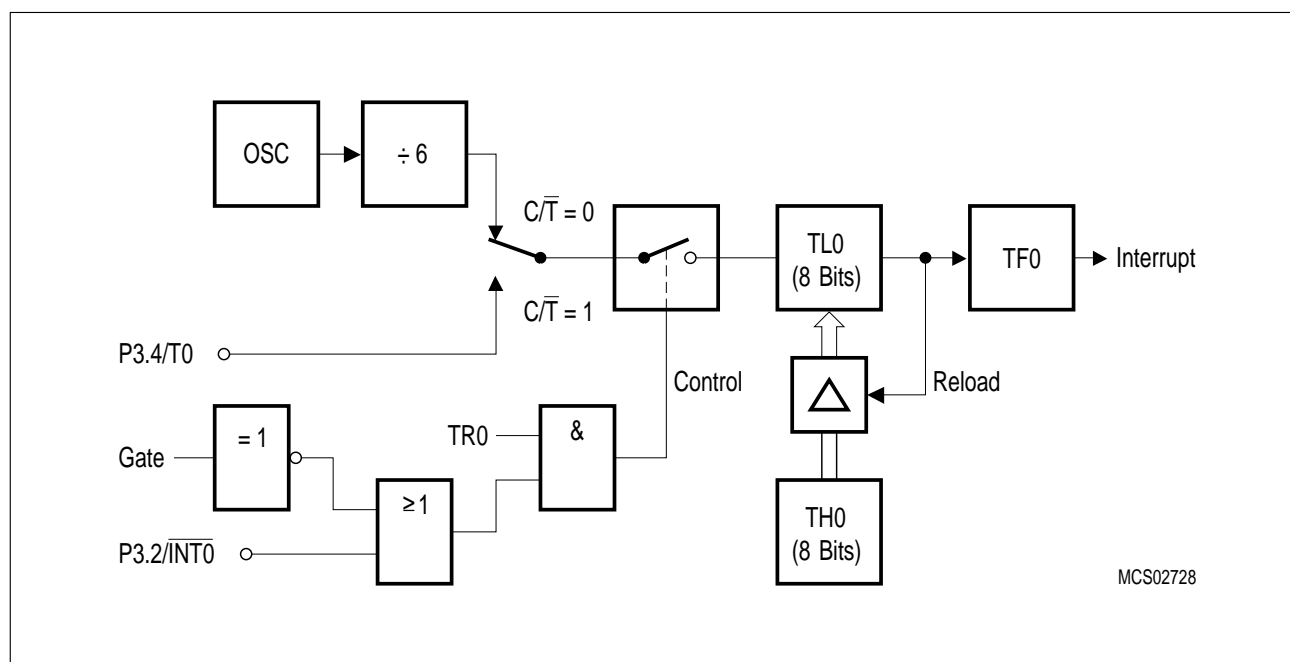 OSC
÷ 6
C/T̅ = 0
C/T̅ = 1
TL0
(8 Bits)
TF0
Interrupt
P3.4/T0
Control
Reload
= 1
Gate
TR0
&
≥ 1
P3.2/I̅N̅T̅0̅
TH0
(8 Bits)
MCS02728